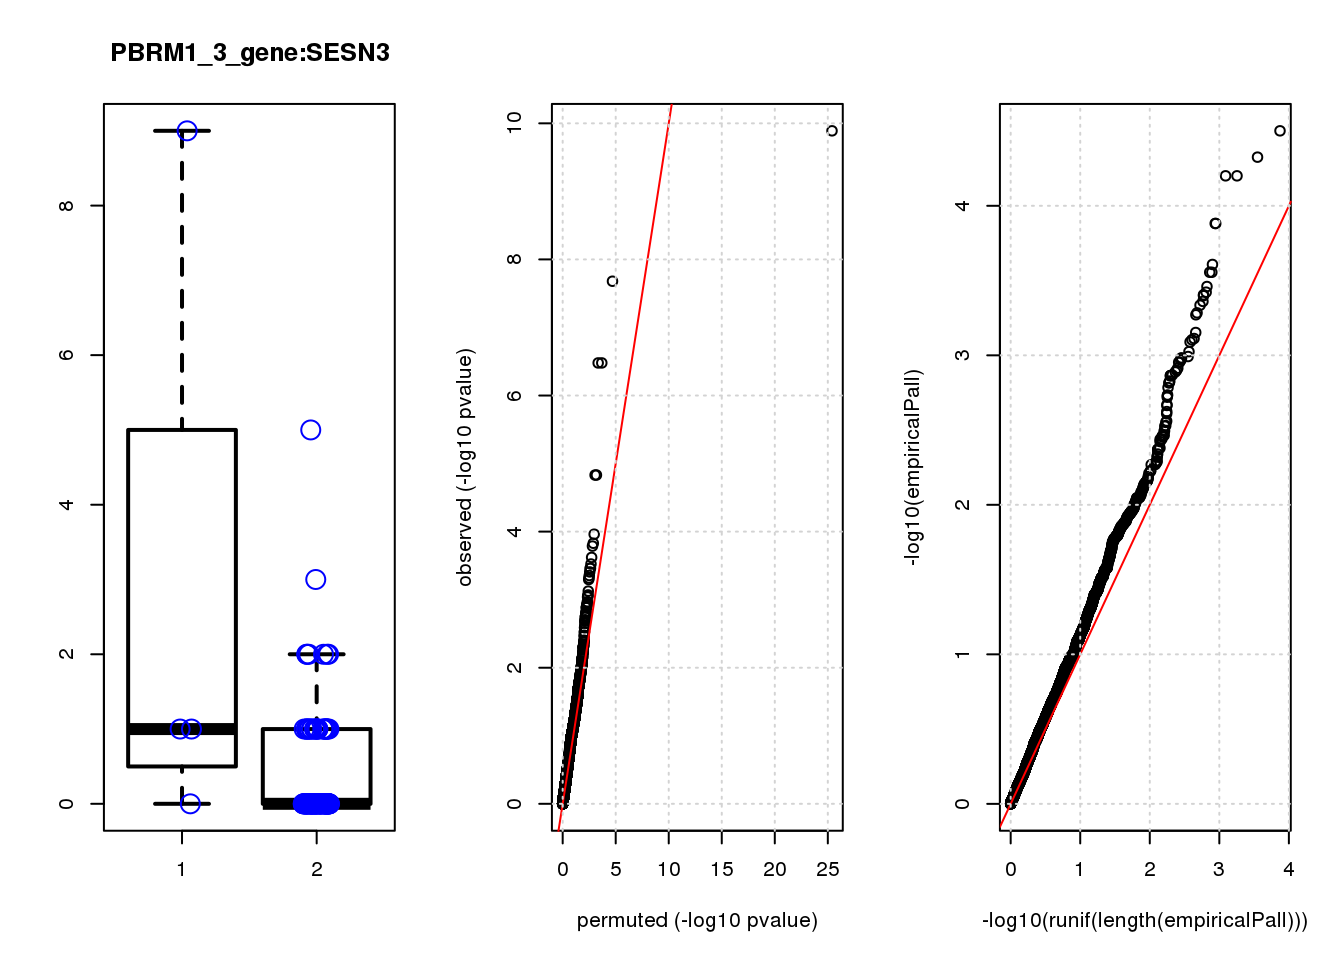 PBRM1_3_gene:SESN3
8
6
4
2
0
1 2
observed (-log10 pvalue)
10
8
6
4
2
0
0 5 10 15 20 25
permuted (-log10 pvalue)
-log10(empiricalPall)
4
3
2
1
0
0 1 2 3 4
-log10(runif(length(empiricalPall)))